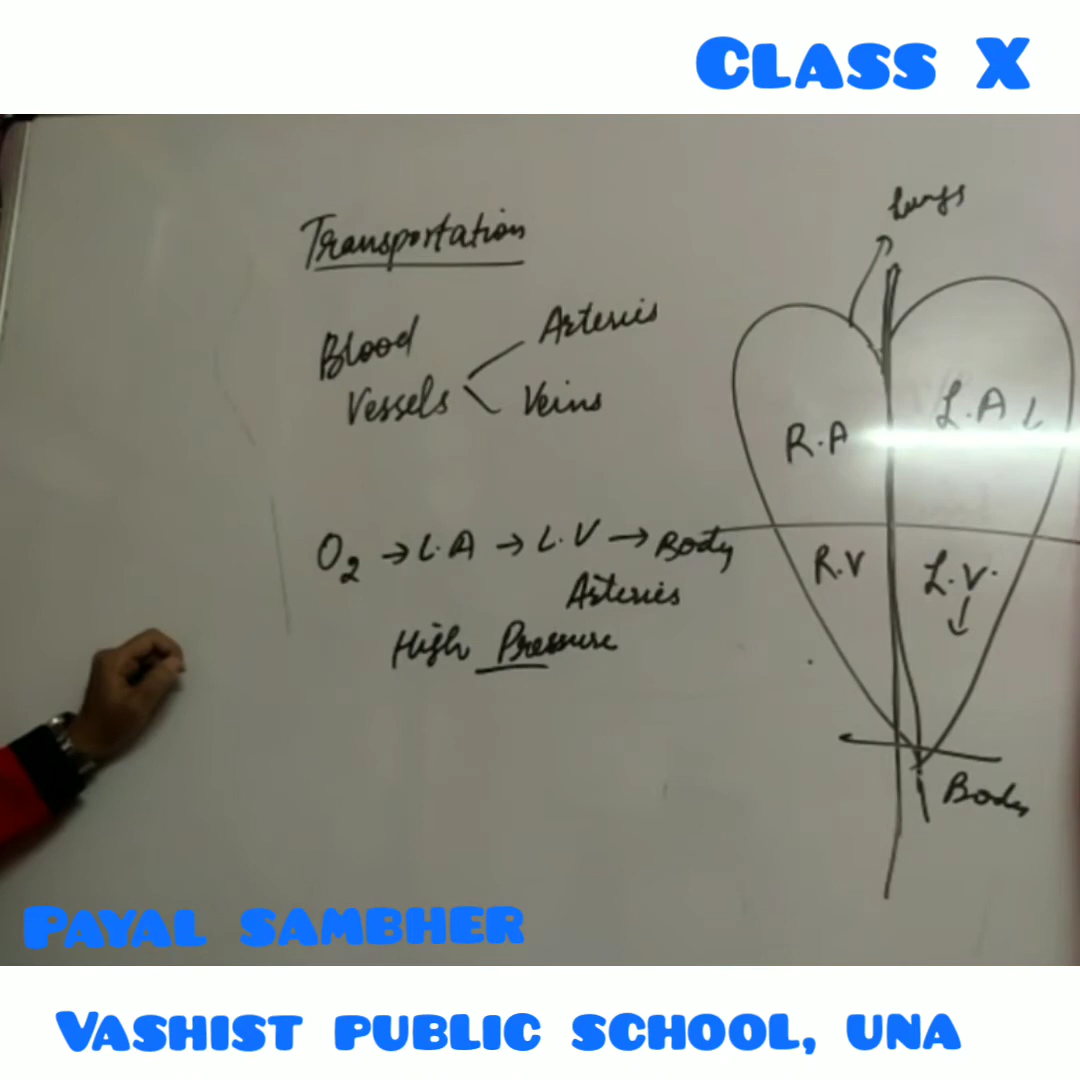 CLASS X
Transportation
Blood Vessels < Arteries
Veins
O2 → L.A → L.V → Body
Arteries
High Pressure
Lungs
R.A L.A
R.V L.V.
Body
PAYAL SAMBHER
VASHIST PUBLIC SCHOOL, UNA